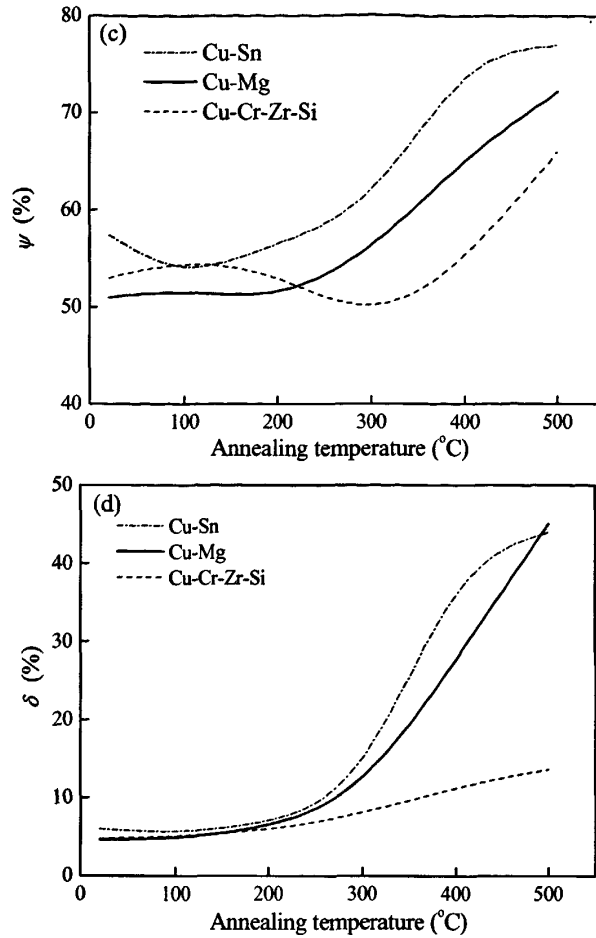 80
(c)
Cu-Sn
Cu-Mg
Cu-Cr-Zr-Si
70
ψ (%)
60
50
40
0 100 200 300 400 500
Annealing temperature (°C)
50
(d)
Cu-Sn
Cu-Mg
Cu-Cr-Zr-Si
40
30
δ (%)
20
10
0
0 100 200 300 400 500
Annealing temperature (°C)